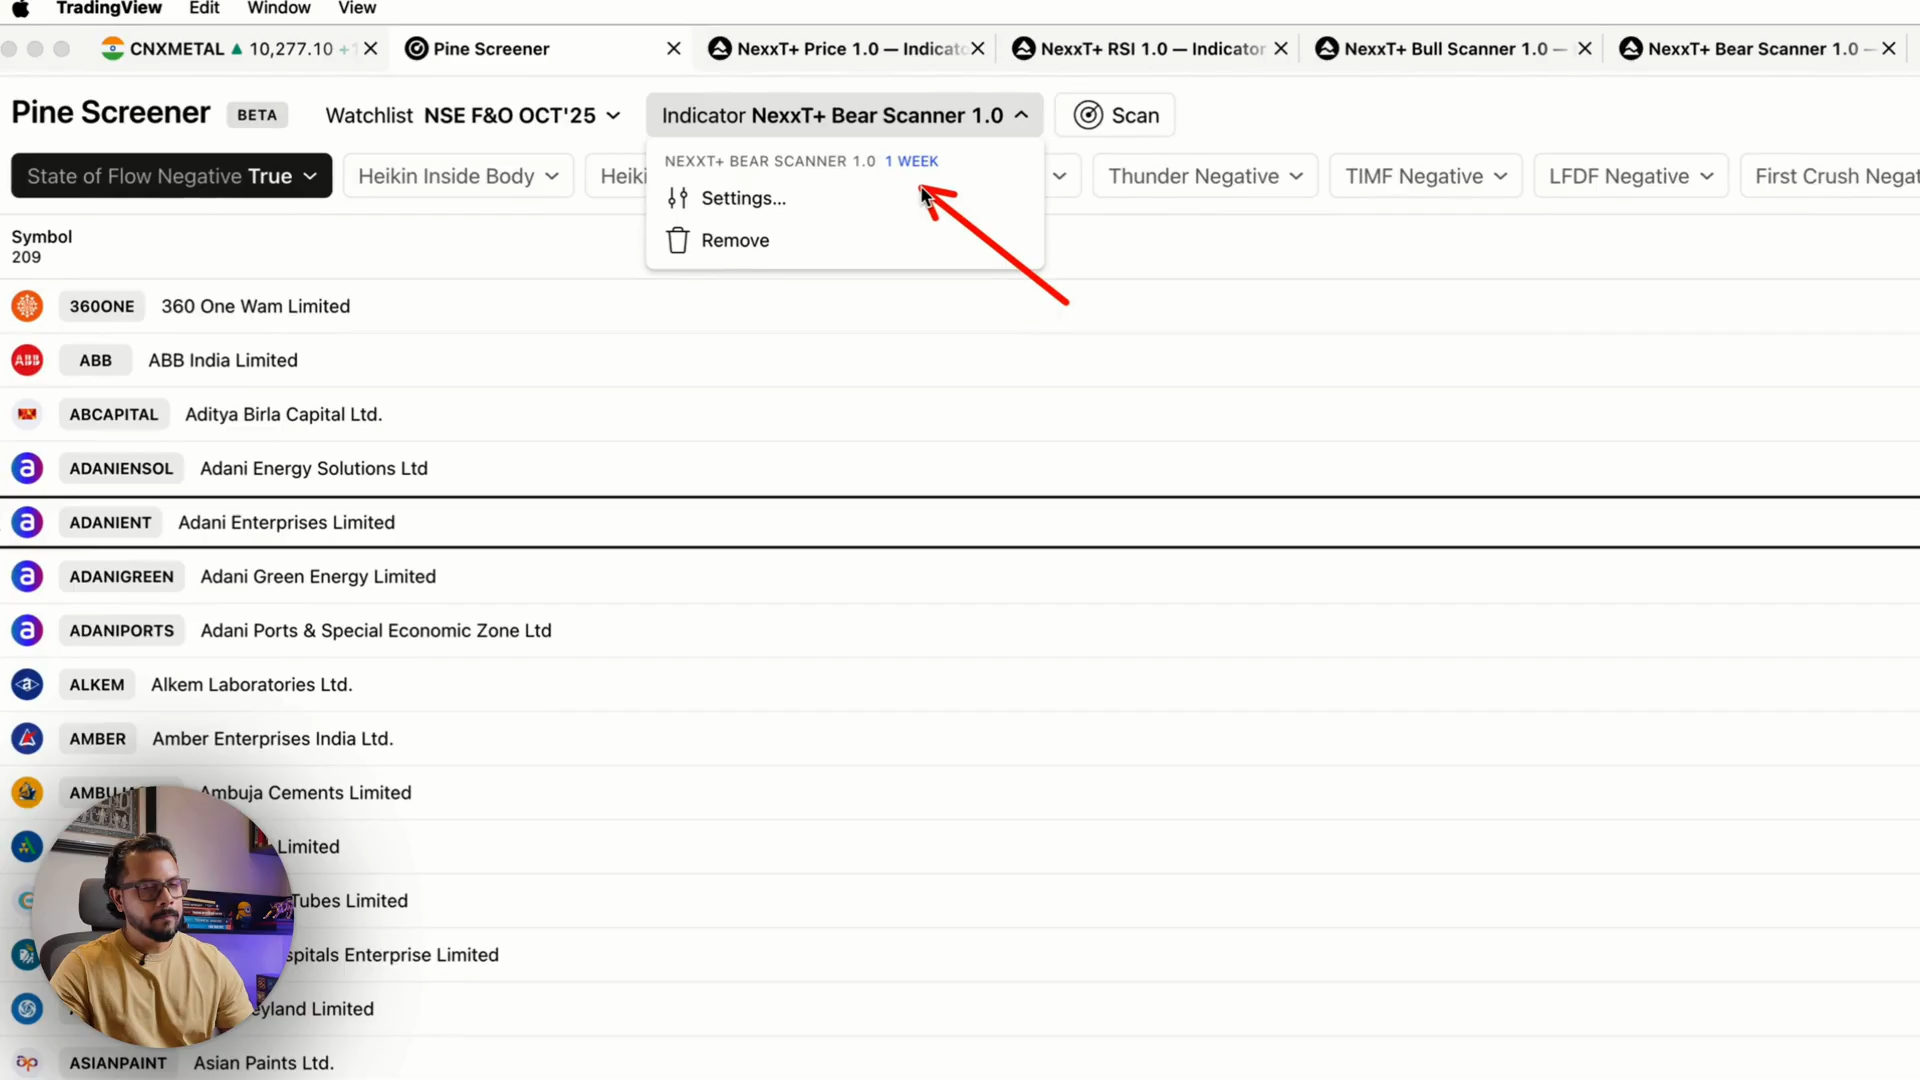 TradingView Edit Window View
CNXMETAL ▲ 10,277.10 Pine Screener NexxT+ Price 1.0 — NexxT+ RSI 1.0 — Indicator NexxT+ Bull Scanner 1.0 — NexxT+ Bear Scanner 1.0 —
Pine Screener BETA Watchlist NSE F&O OCT'25 Indicator NexxT+ Bear Scanner 1.0 Scan
NEXXT+ BEAR SCANNER 1.0 1 WEEK
State of Flow Negative True Heikin Inside Body Thunder Negative TIMF Negative LFDF Negative First Crush
Settings...
Remove
Symbol
209
360ONE 360 One Wam Limited
ABB ABB ABB India Limited
ABCAPITAL Aditya Birla Capital Ltd.
a ADANIENSOL Adani Energy Solutions Ltd
a ADANIENT Adani Enterprises Limited
a ADANIGREEN Adani Green Energy Limited
a ADANIPORTS Adani Ports & Special Economic Zone Ltd
a ALKEM Alkem Laboratories Ltd.
AMBER Amber Enterprises India Ltd.
Ambuja Cements Limited
Limited
Tubes Limited
Enterprise Limited
Limited
ap ASIANPAINT Asian Paints Ltd.